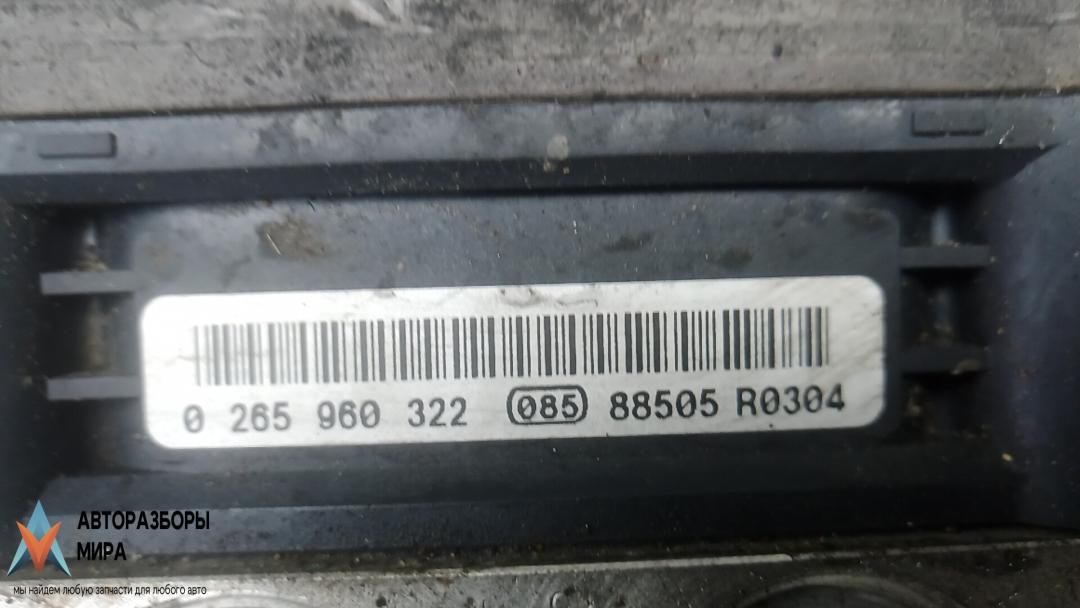 0 265 960 322 085 88505 R0304
АВТОРАЗБОРЫ
МИРА
мы найдем любую запчасти для любого авто